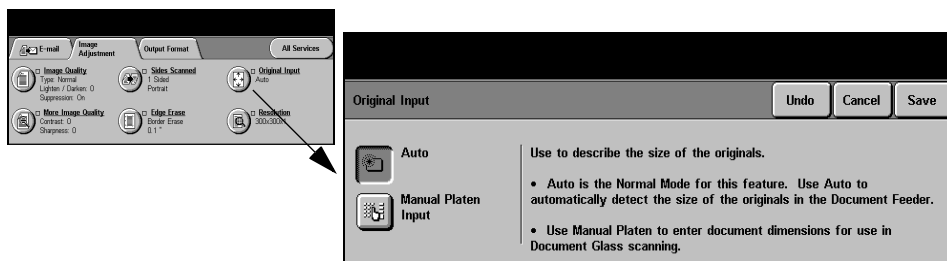 E-mail
Image
Adjustment
Output Format
All Services
Image Quality
Type: Normal
Lighten / Darken: 0
Suppression: On
Sides Scanned
1 Sided
Portrait
Original Input
Auto
More Image Quality
Contrast: 0
Sharpness: 0
Edge Erase
Border Erase
0.1 "
Resolution
300x300
Original Input
Undo
Cancel
Save
Auto
Manual Platen
Input
Use to describe the size of the originals.
• Auto is the Normal Mode for this feature. Use Auto to
automatically detect the size of the originals in the Document Feeder.
• Use Manual Platen to enter document dimensions for use in
Document Glass scanning.